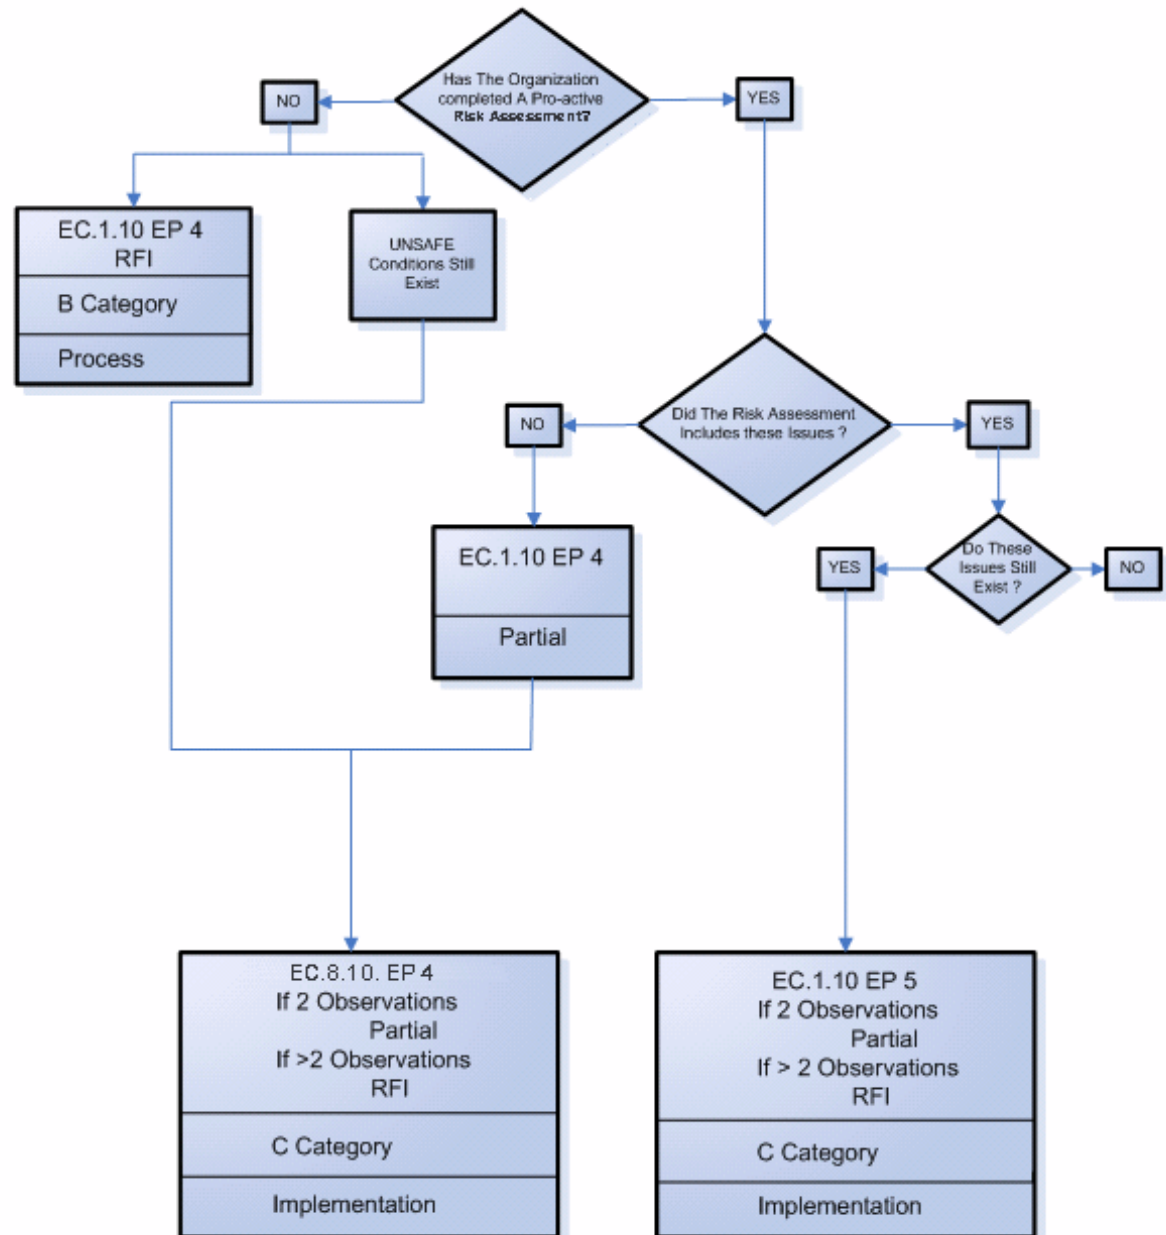 Has The Organization
completed A Pro-active
Risk Assessment?
NO
YES
EC.1.10 EP 4
RFI
B Category
Process
UNSAFE
Conditions Still
Exist
Did The Risk Assessment
Includes these Issues ?
NO
YES
EC.1.10 EP 4
Partial
Do These
Issues Still
Exist ?
YES
NO
EC.8.10. EP 4
If 2 Observations
Partial
If >2 Observations
RFI
C Category
Implementation
EC.1.10 EP 5
If 2 Observations
Partial
If > 2 Observations
RFI
C Category
Implementation